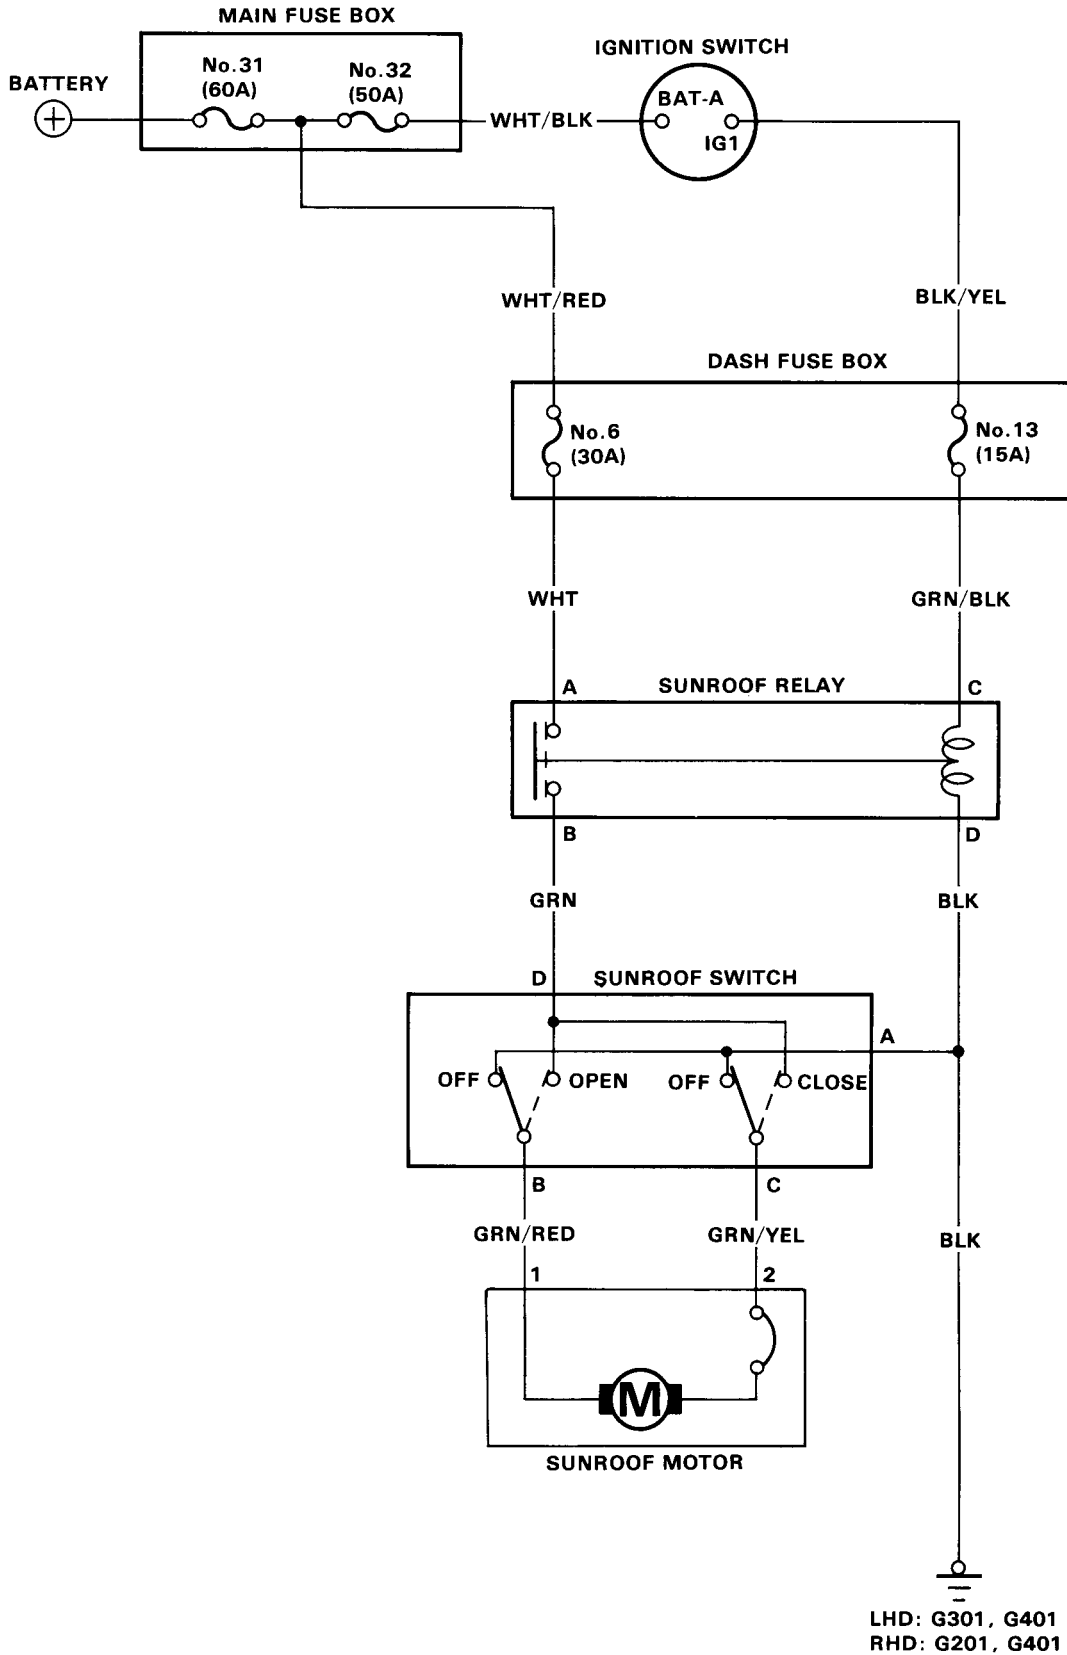 MAIN FUSE BOX
IGNITION SWITCH
BATTERY
No.31
(60A)
No.32
(50A)
WHT/BLK
BAT-A
IG1
WHT/RED
BLK/YEL
DASH FUSE BOX
No.6
(30A)
No.13
(15A)
WHT
GRN/BLK
A
SUNROOF RELAY
C
B
D
GRN
BLK
D
SUNROOF SWITCH
A
OFF
OPEN
OFF
CLOSE
B
C
GRN/RED
GRN/YEL
BLK
1
2
M
SUNROOF MOTOR
LHD: G301, G401
RHD: G201, G401